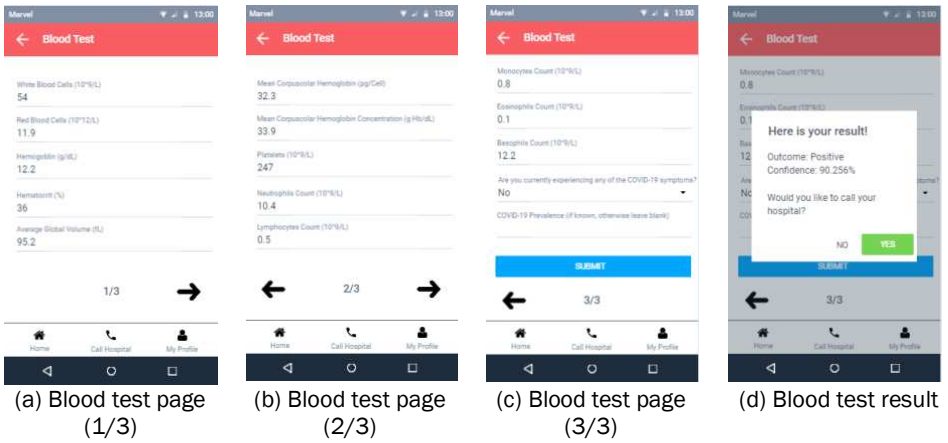 Marvel 13:00
Blood Test
White Blood Cells (10^9/L)
54
Red Blood Cells (10^12/L)
11.9
Hemogoblin (g/dL)
12.2
Hematocrit (%)
36
Average Global Volume (fL)
95.2
1/3
Home Call Hospital My Profile
(a) Blood test page
(1/3)
Marvel 13:00
Blood Test
Mean Corpuscolar Hemoglobin (pg/Cell)
32.3
Mean Corpuscolar Hemoglobin Concentration (g Hb/dL)
33.9
Platelets (10^9/L)
247
Neutrophils Count (10^9/L)
10.4
Lymphocytes Count (10^9/L)
0.5
2/3
Home Call Hospital My Profile
(b) Blood test page
(2/3)
Marvel 13:00
Blood Test
Monocytes Count (10^9/L)
0.8
Eosinophils Count (10^9/L)
0.1
Basophils Count (10^9/L)
12.2
Are you currently experiencing any of the COVID-19 symptoms?
No
COVID-19 Prevalence (if known, otherwise leave blank)
SUBMIT
3/3
Home Call Hospital My Profile
(c) Blood test page
(3/3)
Marvel 13:00
Blood Test
Monocytes Count (10^9/L)
0.8
Here is your result!
Outcome: Positive
Confidence: 90.256%
Would you like to call your
hospital?
NO YES
SUBMIT
3/3
Home Call Hospital My Profile
(d) Blood test result